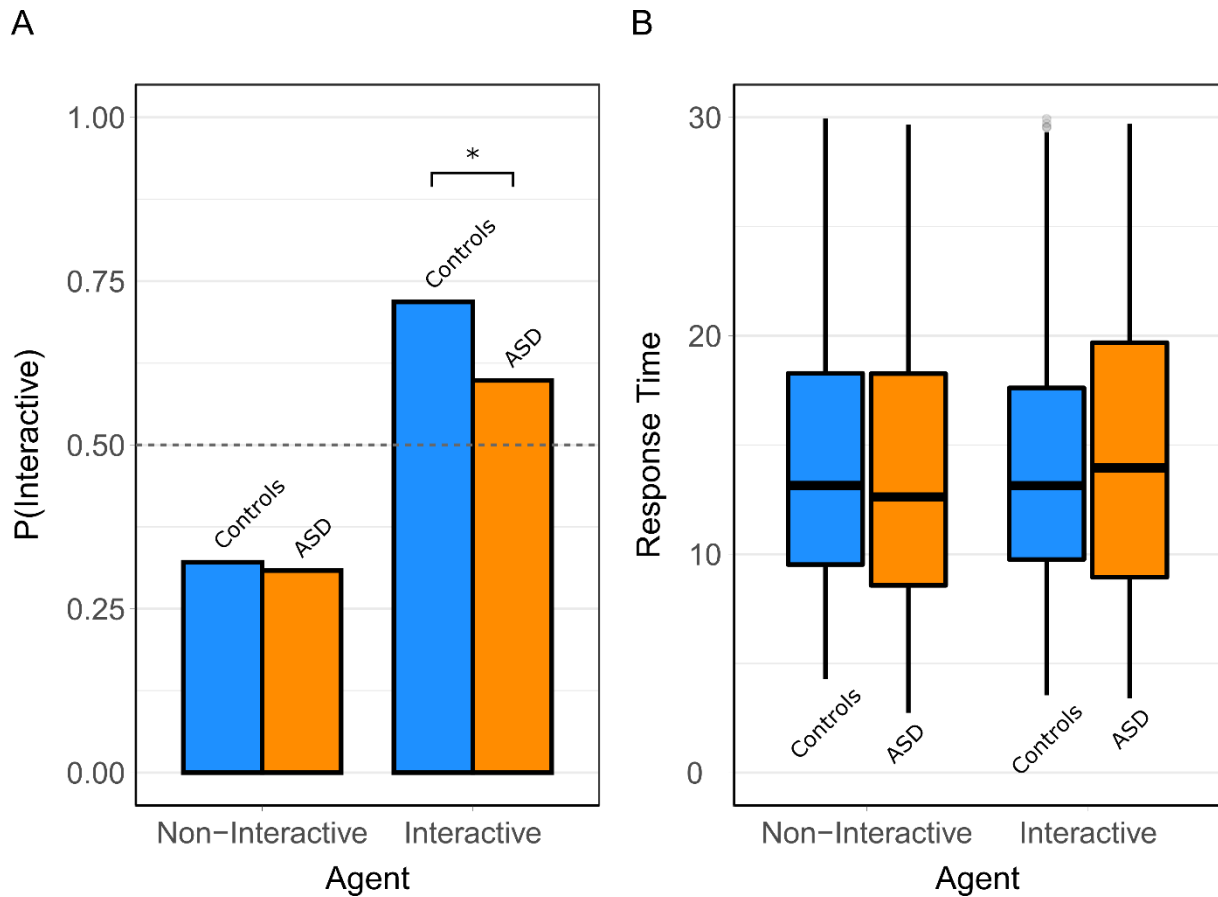 A
P(Interactive)
1.00
0.75
0.50
0.25
0.00
*
Controls
ASD
Controls
ASD
Non−Interactive
Interactive
Agent
B
Response Time
30
20
10
0
Controls
ASD
Controls
ASD
Non−Interactive
Interactive
Agent